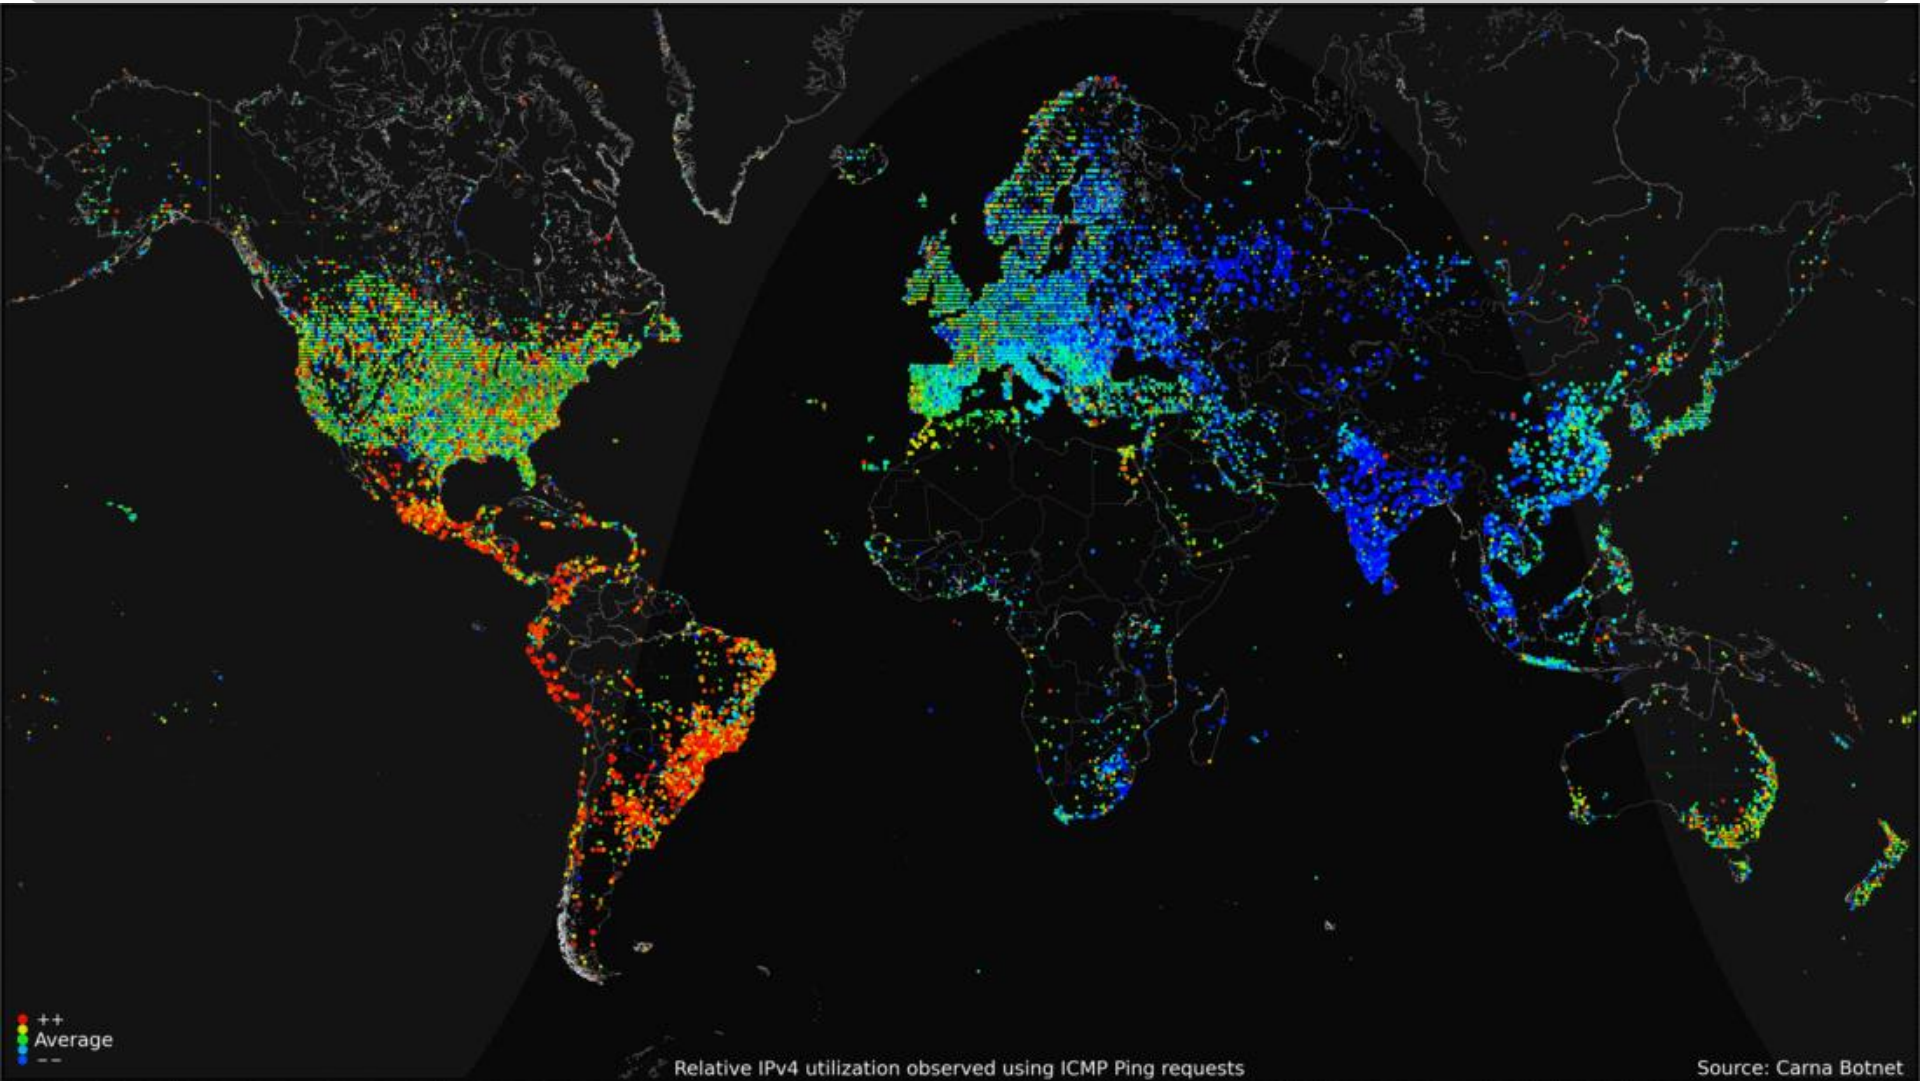 ++
Average
--
Relative IPv4 utilization observed using ICMP Ping requests
Source: Carna Botnet